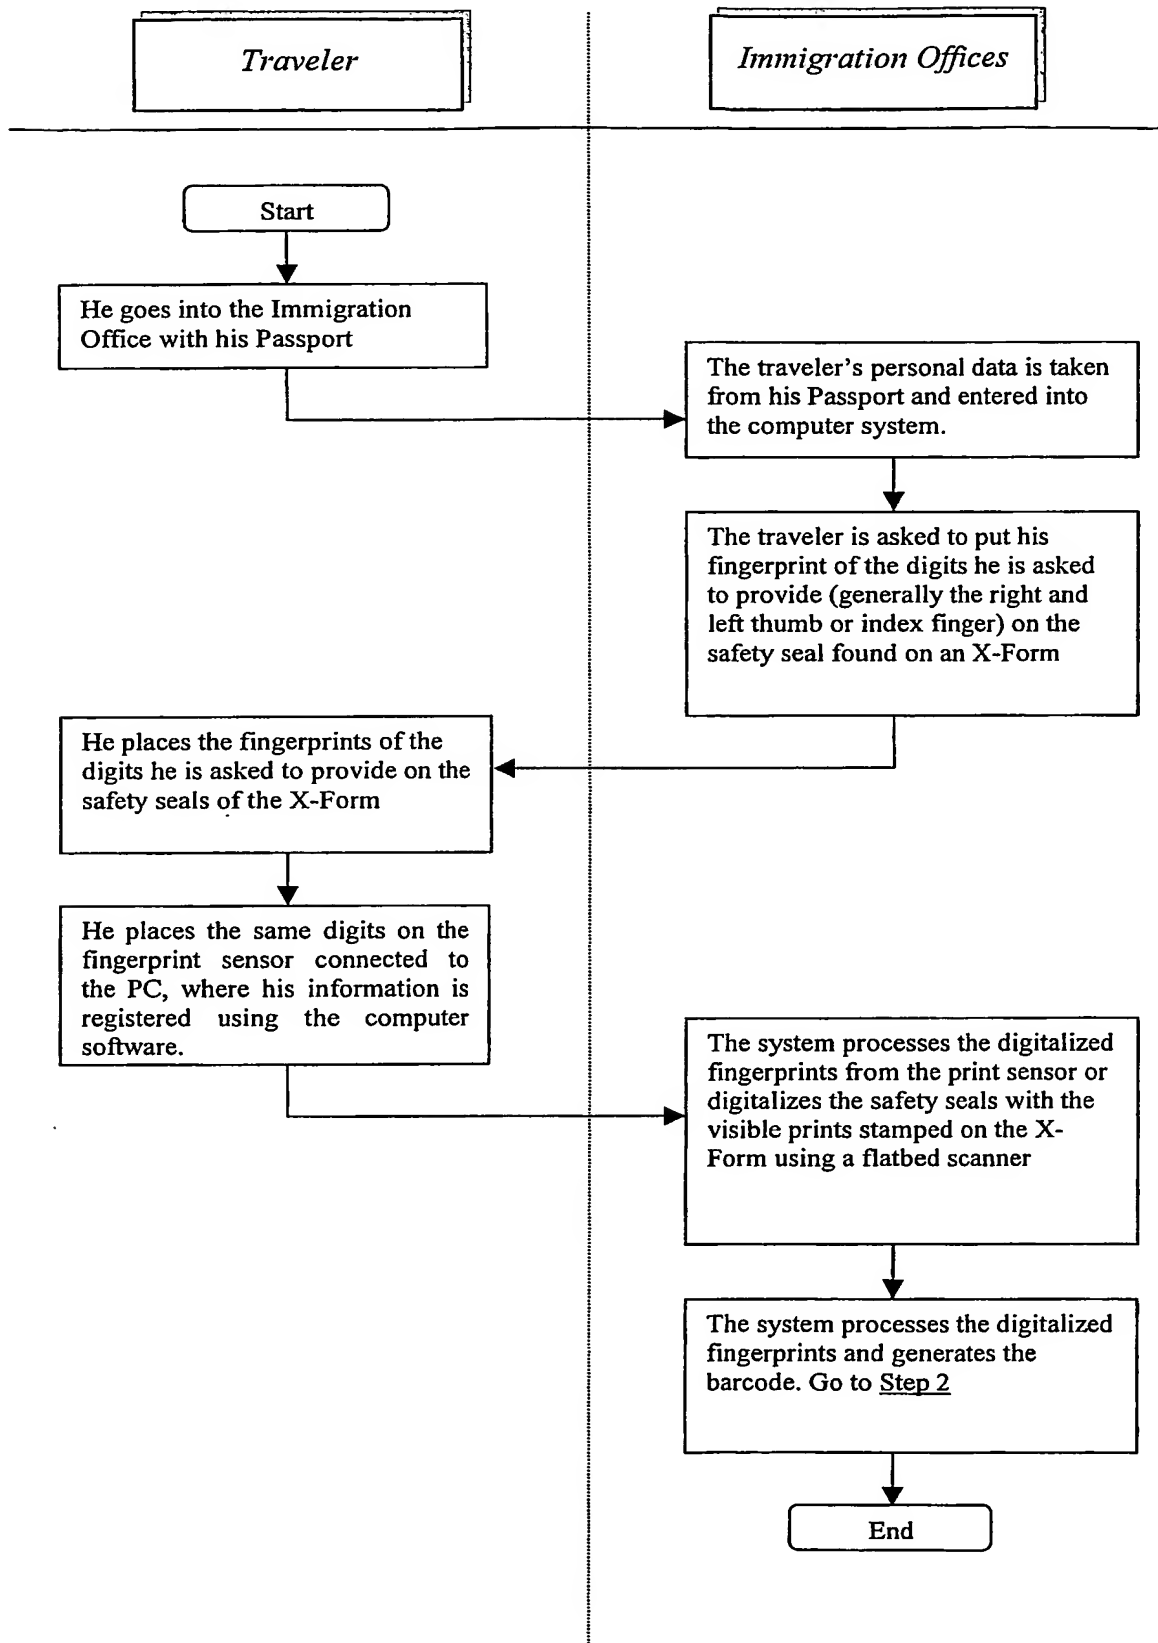 Traveler
Immigration Offices
Start
He goes into the Immigration
Office with his Passport
The traveler's personal data is taken
from his Passport and entered into
the computer system.
The traveler is asked to put his
fingerprint of the digits he is asked
to provide (generally the right and
left thumb or index finger) on the
safety seal found on an X-Form
He places the fingerprints of the
digits he is asked to provide on the
safety seals of the X-Form
He places the same digits on the
fingerprint sensor connected to
the PC, where his information is
registered using the computer
software.
The system processes the digitalized
fingerprints from the print sensor or
digitalizes the safety seals with the
visible prints stamped on the X-
Form using a flatbed scanner
The system processes the digitalized
fingerprints and generates the
barcode. Go to Step 2
End